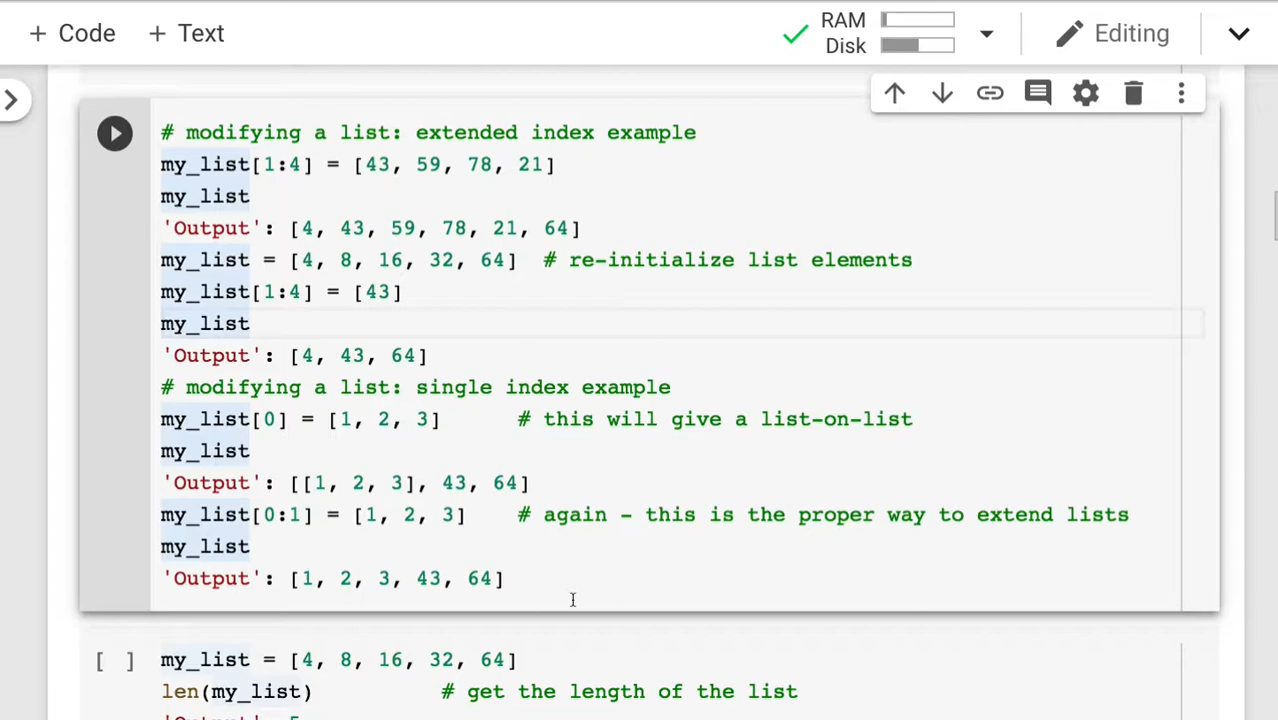 + Code + Text
RAM
Disk
Editing
# modifying a list: extended index example
my_list[1:4] = [43, 59, 78, 21]
my_list
'Output': [4, 43, 59, 78, 21, 64]
my_list = [4, 8, 16, 32, 64]  # re-initialize list elements
my_list[1:4] = [43]
my_list
'Output': [4, 43, 64]
# modifying a list: single index example
my_list[0] = [1, 2, 3]      # this will give a list-on-list
my_list
'Output': [[1, 2, 3], 43, 64]
my_list[0:1] = [1, 2, 3]    # again - this is the proper way to extend lists
my_list
'Output': [1, 2, 3, 43, 64]
[ ] my_list = [4, 8, 16, 32, 64]
len(my_list)          # get the length of the list